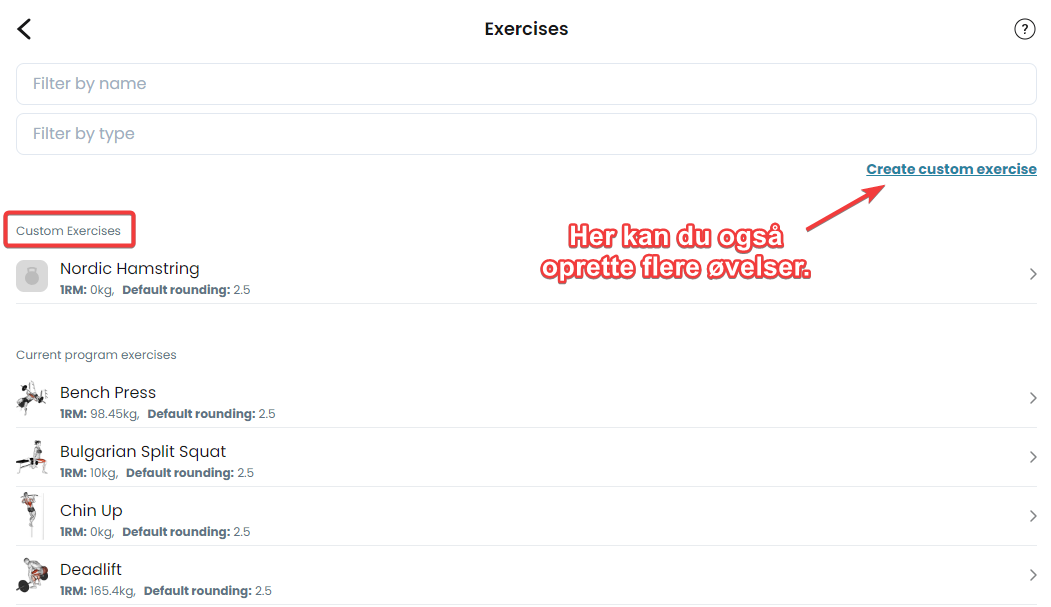 Exercises
?
Filter by name
Filter by type
Create custom exercise
Custom Exercises
Her kan du også
oprette flere øvelser.
Nordic Hamstring
1RM: 0kg, Default rounding: 2.5
Current program exercises
Bench Press
1RM: 98.45kg, Default rounding: 2.5
Bulgarian Split Squat
1RM: 10kg, Default rounding: 2.5
Chin Up
1RM: 0kg, Default rounding: 2.5
Deadlift
1RM: 165.4kg, Default rounding: 2.5